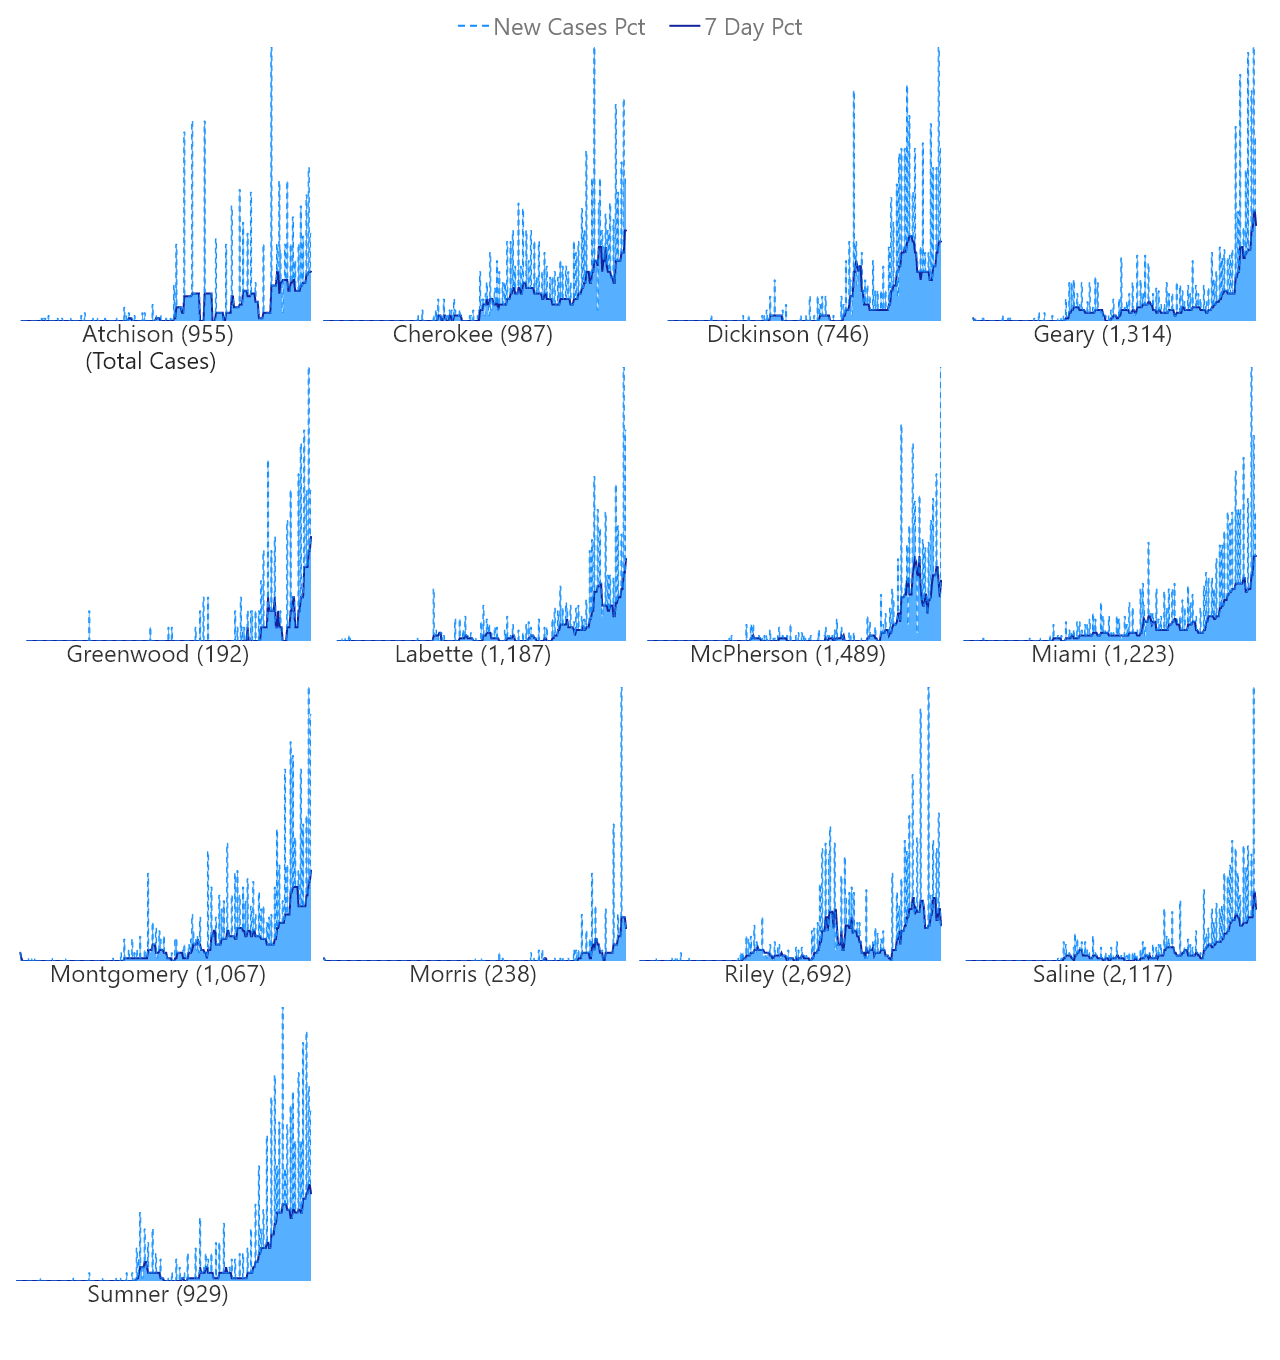 New Cases Pct 7 Day Pct
Atchison (955) Cherokee (987) Dickinson (746) Geary (1,314)
(Total Cases)
Greenwood (192) Labette (1,187) McPherson (1,489) Miami (1,223)
Montgomery (1,067) Morris (238) Riley (2,692) Saline (2,117)
Sumner (929)